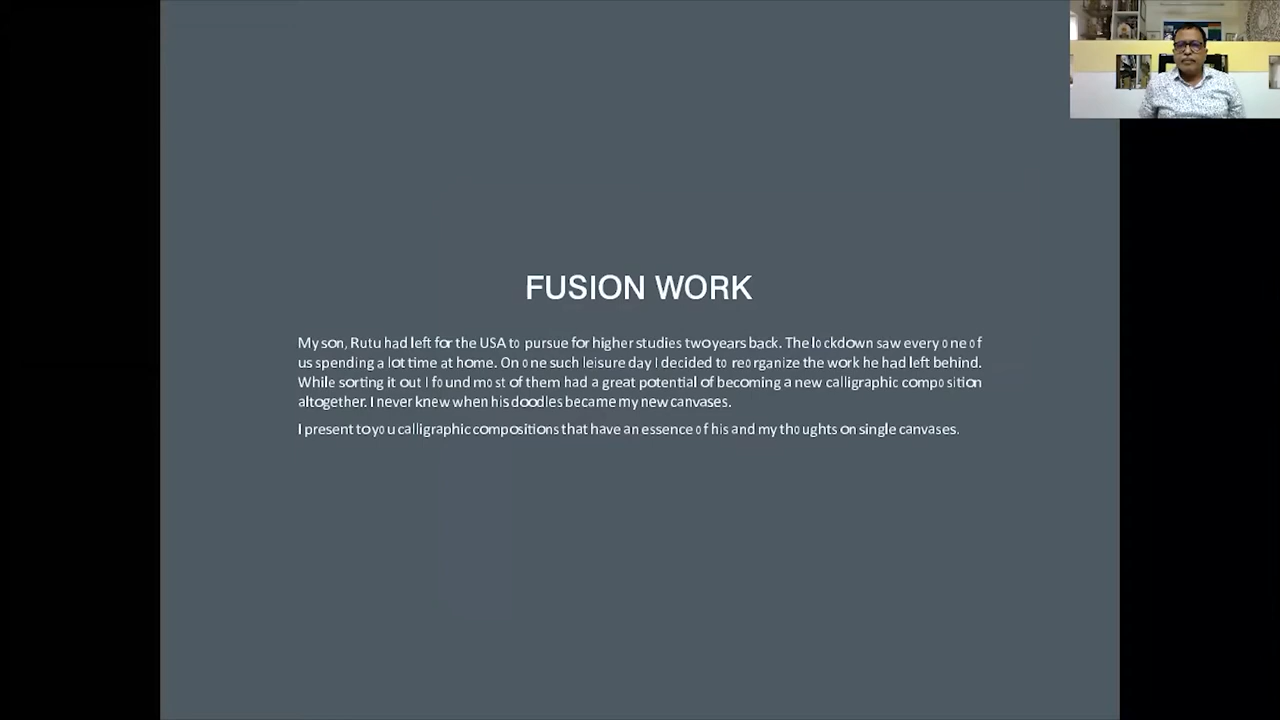 FUSION WORK
My son, Rutu had left for the USA to pursue for higher studies two years back. The lockdown saw every one of
us spending a lot time at home. On one such leisure day I decided to reorganize the work he had left behind.
While sorting it out I found most of them had a great potential of becoming a new calligraphic composition
altogether. I never knew when his doodles became my new canvases.
I present to you calligraphic compositions that have an essence of his and my thoughts on single canvases.